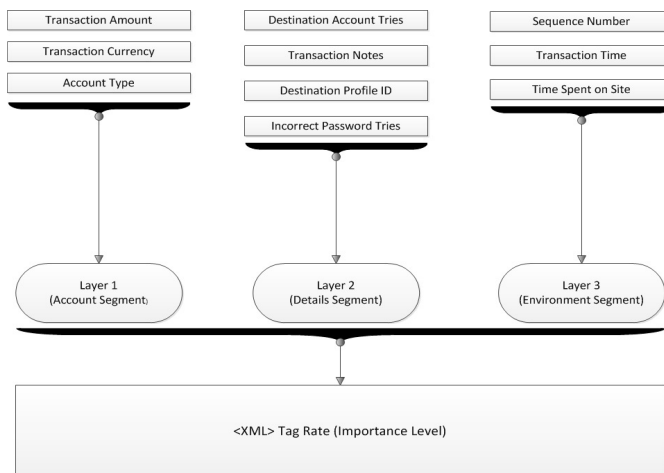 Transaction Amount
Transaction Currency
Account Type
Destination Account Tries
Transaction Notes
Destination Profile ID
Incorrect Password Tries
Sequence Number
Transaction Time
Time Spent on Site
Layer 1
(Account Segment)
Layer 2
(Details Segment)
Layer 3
(Environment Segment)
<XML> Tag Rate (Importance Level)